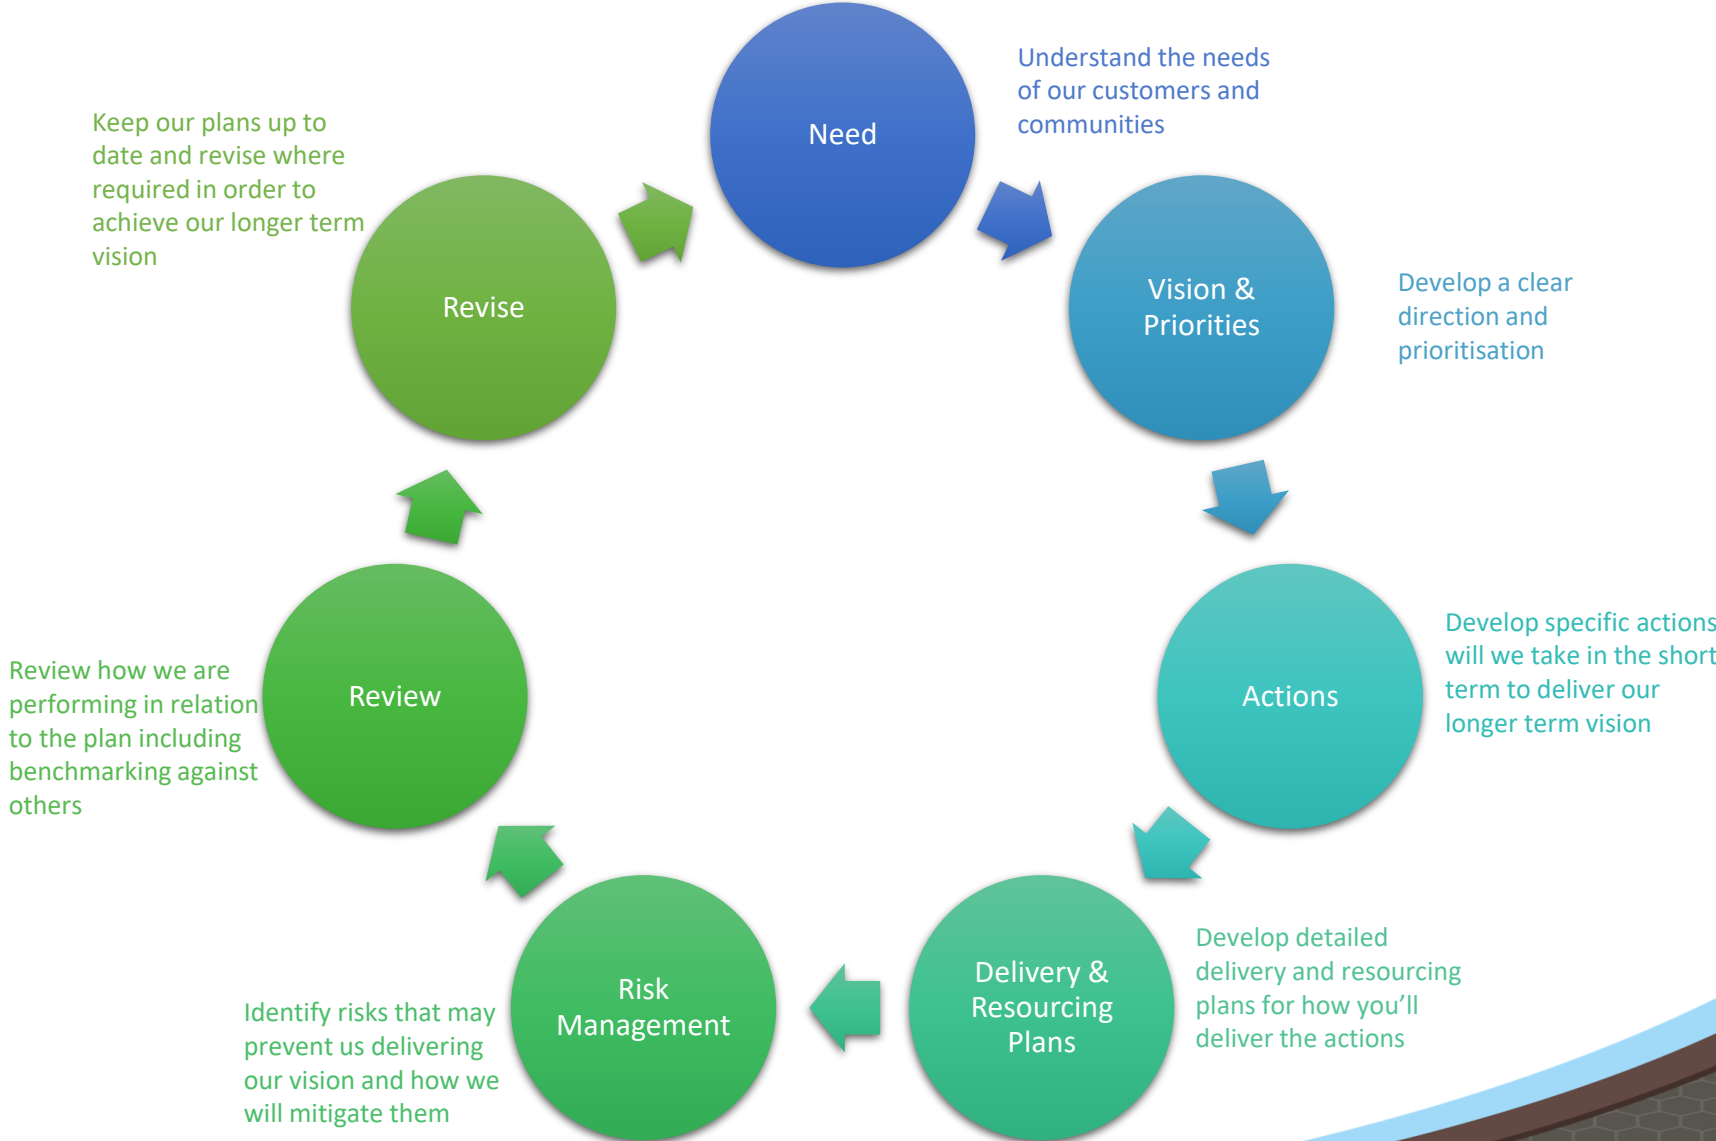 Need
Understand the needs
of our customers and
communities
Vision &
Priorities
Develop a clear
direction and
prioritisation
Actions
Develop specific actions
will we take in the short
term to deliver our
longer term vision
Delivery &
Resourcing
Plans
Develop detailed
delivery and resourcing
plans for how you’ll
deliver the actions
Risk
Management
Identify risks that may
prevent us delivering
our vision and how we
will mitigate them
Review
Review how we are
performing in relation
to the plan including
benchmarking against
others
Revise
Keep our plans up to
date and revise where
required in order to
achieve our longer term
vision